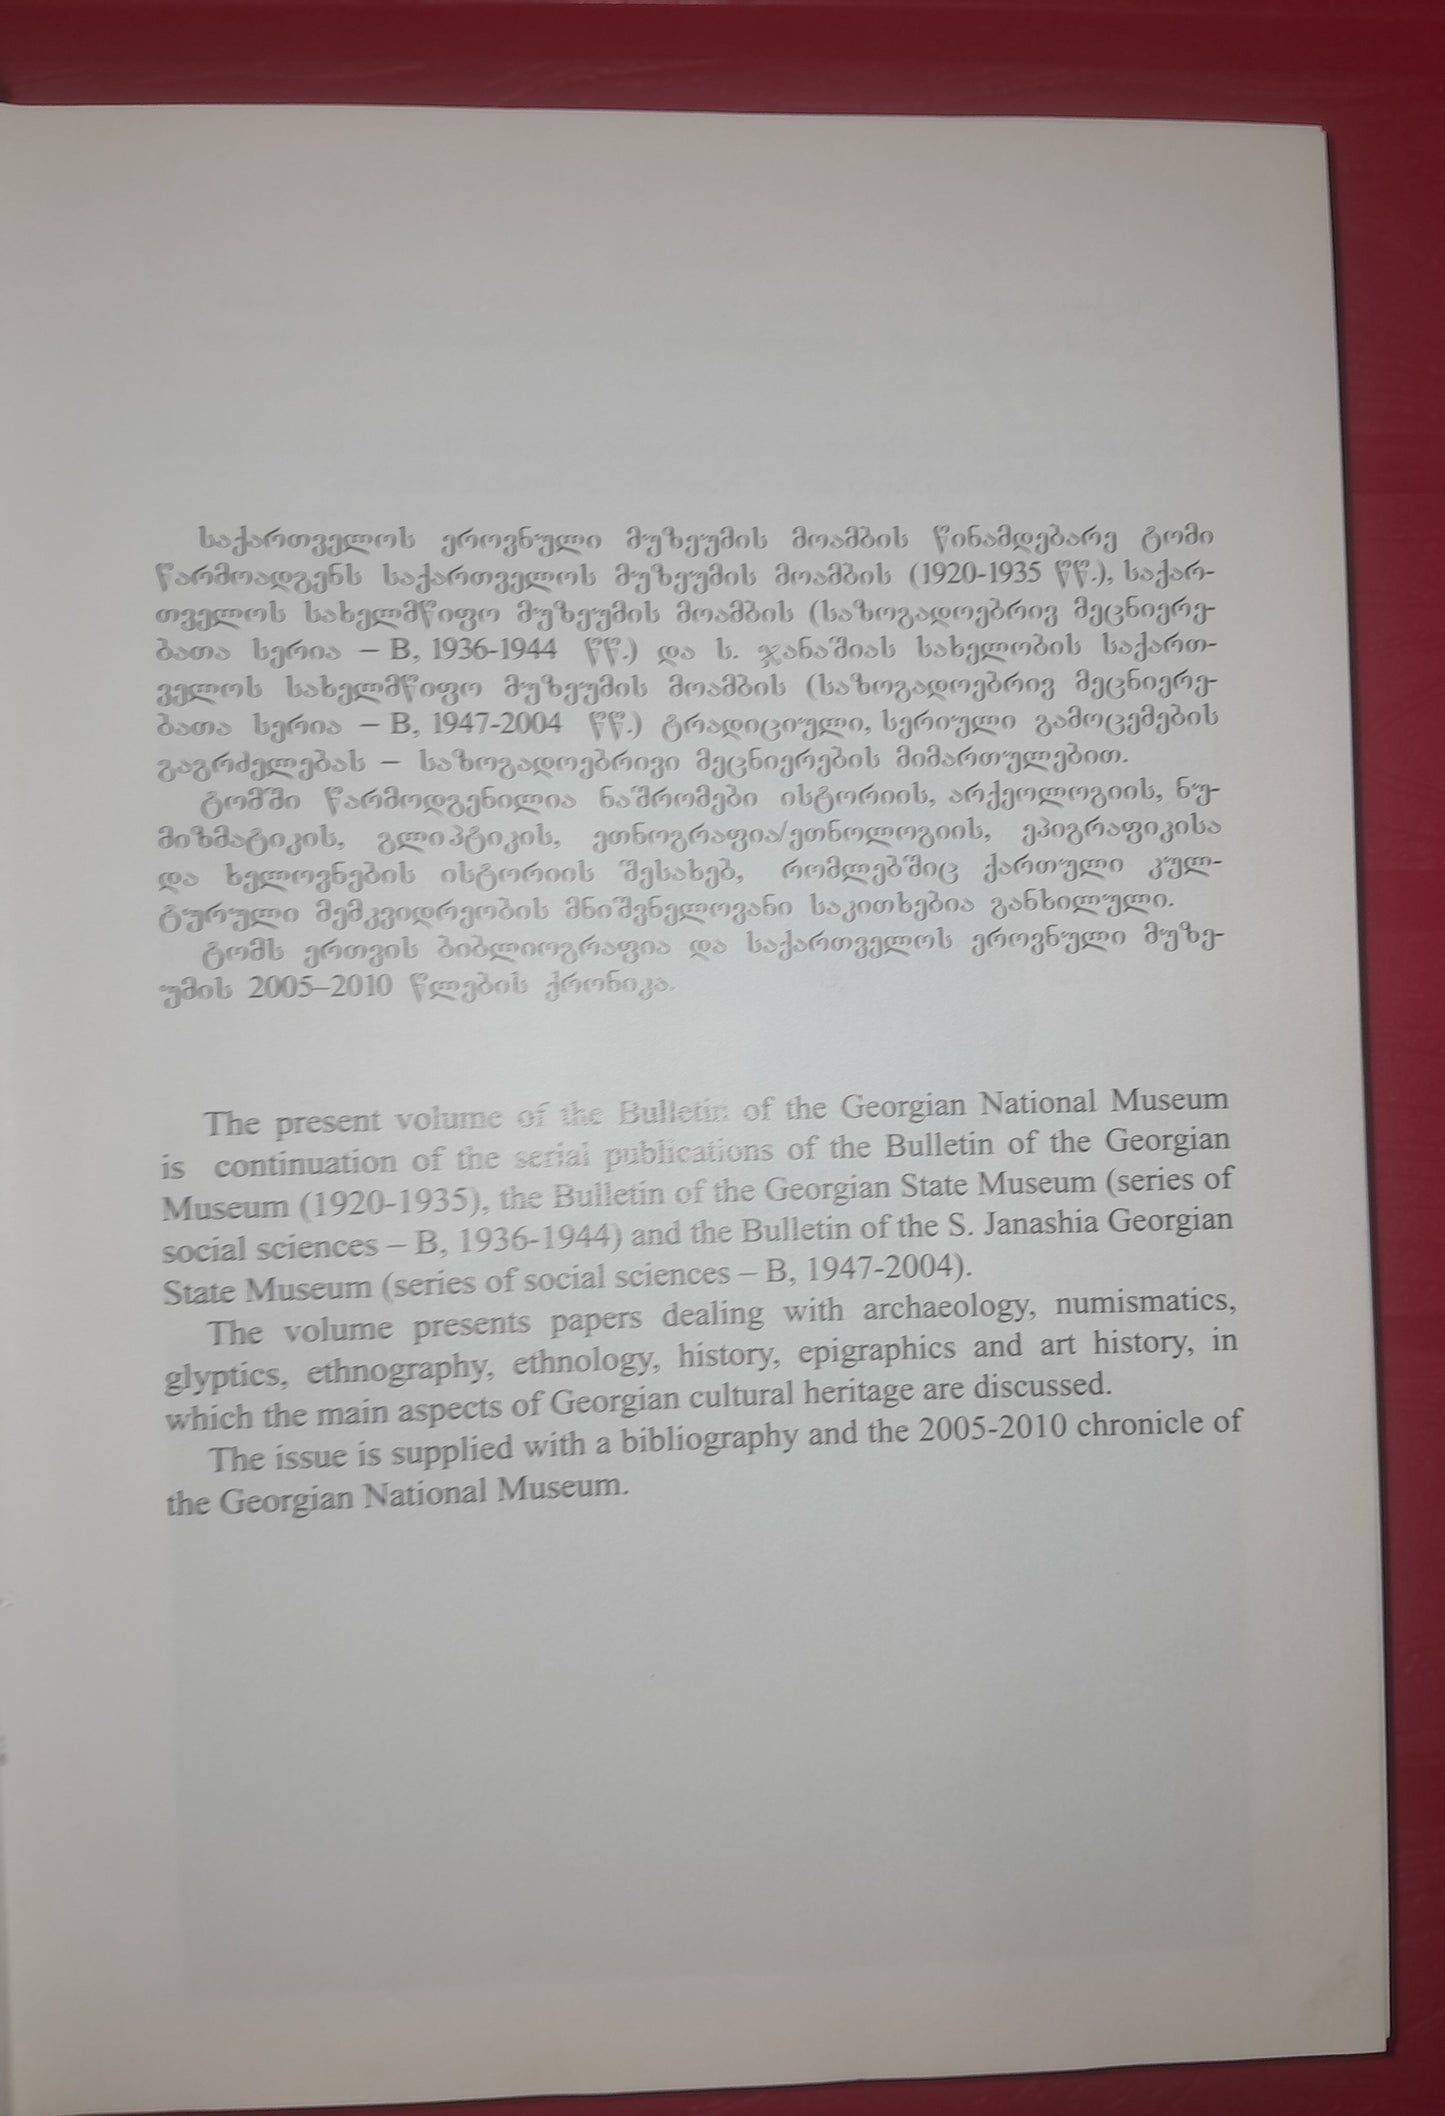 საქართველოს ეროვნული მუზეუმის მოამბის წინამდებარე ტომი
წარმოადგენს საქართველოს მუზეუმის მოამბის (1920-1935 წწ.), საქარ-
თველოს სახელმწიფო მუზეუმის მოამბის (საზოგადოებრივ მეცნიერე-
ბათა სერია – B, 1936-1944 წწ.) და ს. ჯანაშიას სახელობის საქართ-
ველოს სახელმწიფო მუზეუმის მოამბის (საზოგადოებრივ მეცნიერე-
ბათა სერია – B, 1947-2004 წწ.) ტრადიციული, სერიული გამოცემების
გაგრძელებას – საზოგადოებრივი მეცნიერების მიმართულებით.
ტომში წარმოდგენილია ნაშრომები ისტორიის, არქეოლოგიის, ნუ-
მიზმატიკის, გლიპტიკის, ეთნოგრაფია/ეთნოლოგიის, ეპიგრაფიკისა
და ხელოვნების ისტორიის შესახებ, რომლებშიც ქართული კულ-
ტურული მემკვიდრეობის მნიშვნელოვანი საკითხებია განხილული.
ტომს ერთვის ბიბლიოგრაფია და საქართველოს ეროვნული მუზე-
უმის 2005–2010 წლების ქრონიკა.
The present volume of the Bulletin of the Georgian National Museum
is continuation of the serial publications of the Bulletin of the Georgian
Museum (1920-1935), the Bulletin of the Georgian State Museum (series of
social sciences – B, 1936-1944) and the Bulletin of the S. Janashia Georgian
State Museum (series of social sciences – B, 1947-2004).
The volume presents papers dealing with archaeology, numismatics,
glyptics, ethnography, ethnology, history, epigraphics and art history, in
which the main aspects of Georgian cultural heritage are discussed.
The issue is supplied with a bibliography and the 2005-2010 chronicle of
the Georgian National Museum.